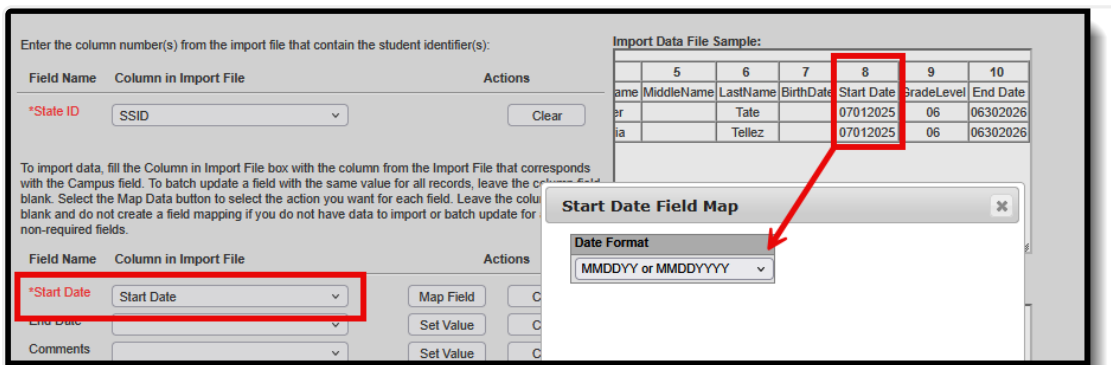 Enter the column number(s) from the import file that contain the student identifier(s):
Field Name Column in Import File Actions
*State ID SSID Clear
To import data, fill the Column in Import File box with the column from the Import File that corresponds
with the Campus field. To batch update a field with the same value for all records, leave the column field
blank. Select the Map Data button to select the action you want for each field. Leave the colu
blank and do not create a field mapping if you do not have data to import or batch update for
non-required fields.
Field Name Column in Import File Actions
*Start Date Start Date Map Field C
End Date Set Value C
Comments Set Value C
Import Data File Sample:
5 6 7 8 9 10
ame MiddleName LastName BirthDate Start Date GradeLevel End Date
er Tate 07012025 06 06302026
ia Tellez 07012025 06 06302026
Start Date Field Map
Date Format
MMDDYY or MMDDYYYY